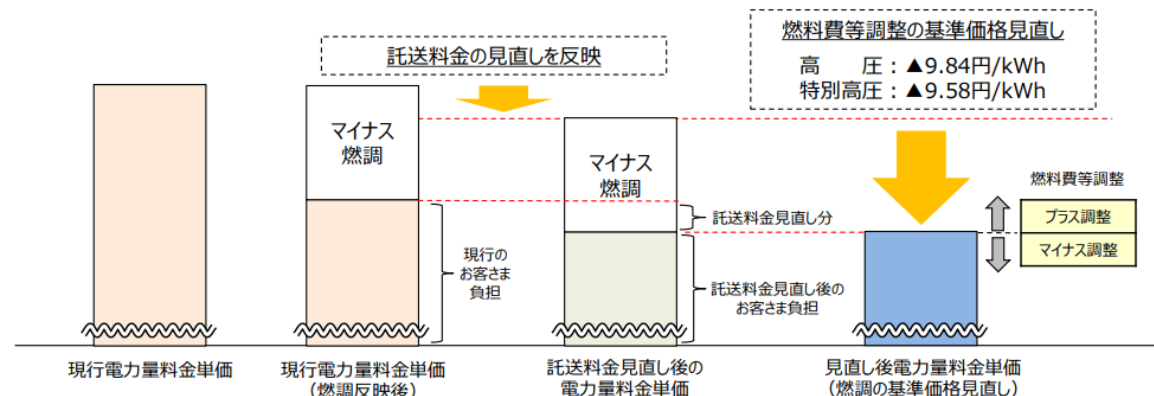 託送料金の見直しを反映
燃料費等調整の基準価格見直し
高　　圧：▲9.84円/kWh
特別高圧：▲9.58円/kWh
マイナス
燃調
マイナス
燃調
燃料費等調整
プラス調整
マイナス調整
託送料金見直し分
現行の
お客さま
負担
託送料金見直し後の
お客さま負担
現行電力量料金単価
現行電力量料金単価
(燃調反映後)
託送料金見直し後の
電力量料金単価
見直し後電力量料金単価
(燃調の基準価格見直し)